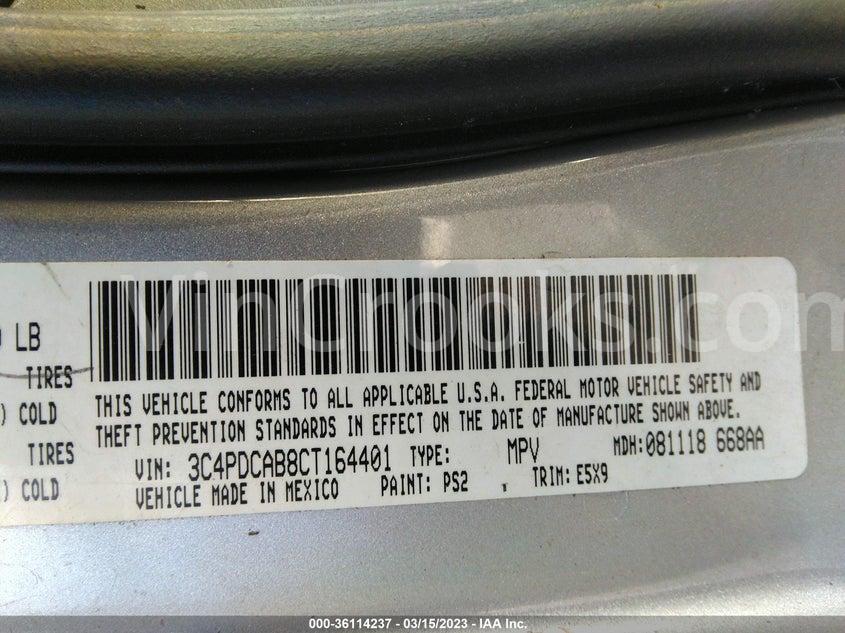 VinCrooks.com
) LB
TIRES
) COLD
TIRES
) COLD
THIS VEHICLE CONFORMS TO ALL APPLICABLE U.S.A. FEDERAL MOTOR VEHICLE SAFETY AND
THEFT PREVENTION STANDARDS IN EFFECT ON THE DATE OF MANUFACTURE SHOWN ABOVE.
VIN: 3C4PDCAB8CT164401 TYPE: MPV MDH:081118 668AA
VEHICLE MADE IN MEXICO PAINT: PS2 . TRIM: E5X9
000-36114237 - 03/15/2023 - IAA Inc.